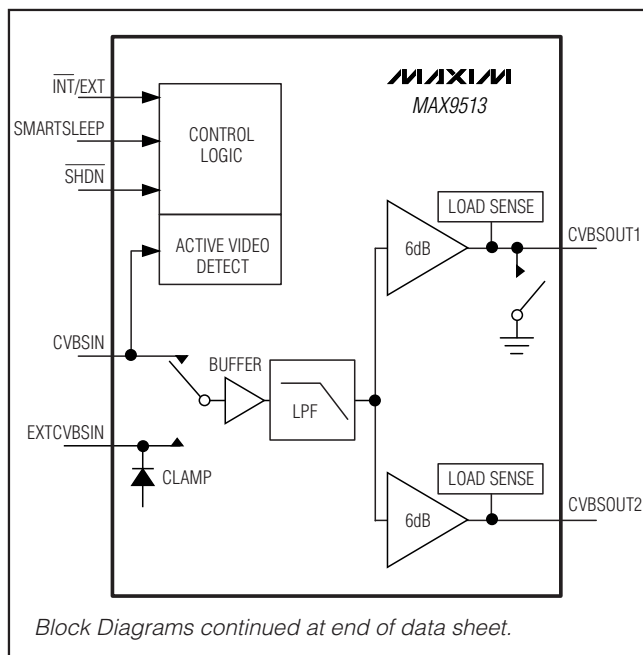 MAXIM
MAX9513
INT/EXT
SMARTSLEEP
SHDN
CONTROL
LOGIC
ACTIVE VIDEO
DETECT
CVBSIN
EXTCVBSIN
CLAMP
BUFFER
LPF
6dB
LOAD SENSE
CVBSOUT1
6dB
LOAD SENSE
CVBSOUT2
Block Diagrams continued at end of data sheet.